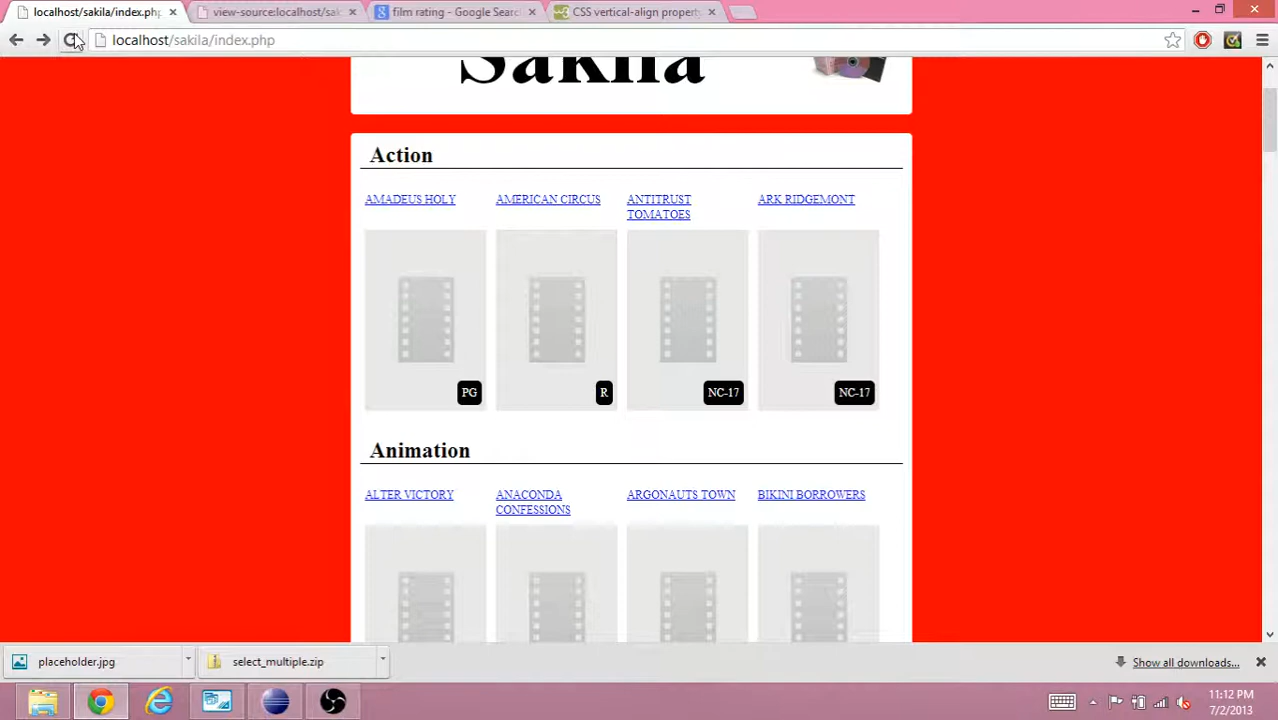 localhost/sakila/index.php
view-source:localhost/sak
film rating - Google Searc
CSS vertical-align property
localhost/sakila/index.php
Sakila
Action
AMADEUS HOLY
AMERICAN CIRCUS
ANTITRUST
TOMATOES
ARK RIDGEMONT
PG
R
NC-17
NC-17
Animation
ALTER VICTORY
ANACONDA
CONFESSIONS
ARGONAUTS TOWN
BIKINI BORROWERS
placeholder.jpg
select_multiple.zip
Show all downloads...
11:12 PM
7/2/2013